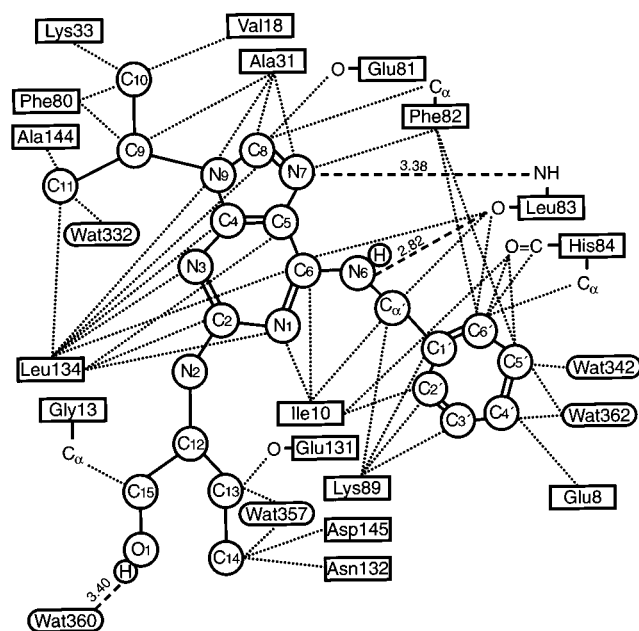 Lys33
Val18
C10
Ala31
O
Glu81
Cα
Phe80
Phe82
Ala144
C9
C8
N9
N7
3.38
NH
C11
O
Leu83
Wat332
C4
C5
2.82
H
O=C
His84
N3
C6
N6
Cα
Cα
C2
N1
C6´
C1´
C5´
Leu134
N2
Wat342
C2´
Gly13
Ile10
C3´
C4´
Wat362
C12
O
Glu131
Cα
Lys89
Glu8
C15
C13
Wat357
Asp145
O1
C14
H
Asn132
3.40
Wat360